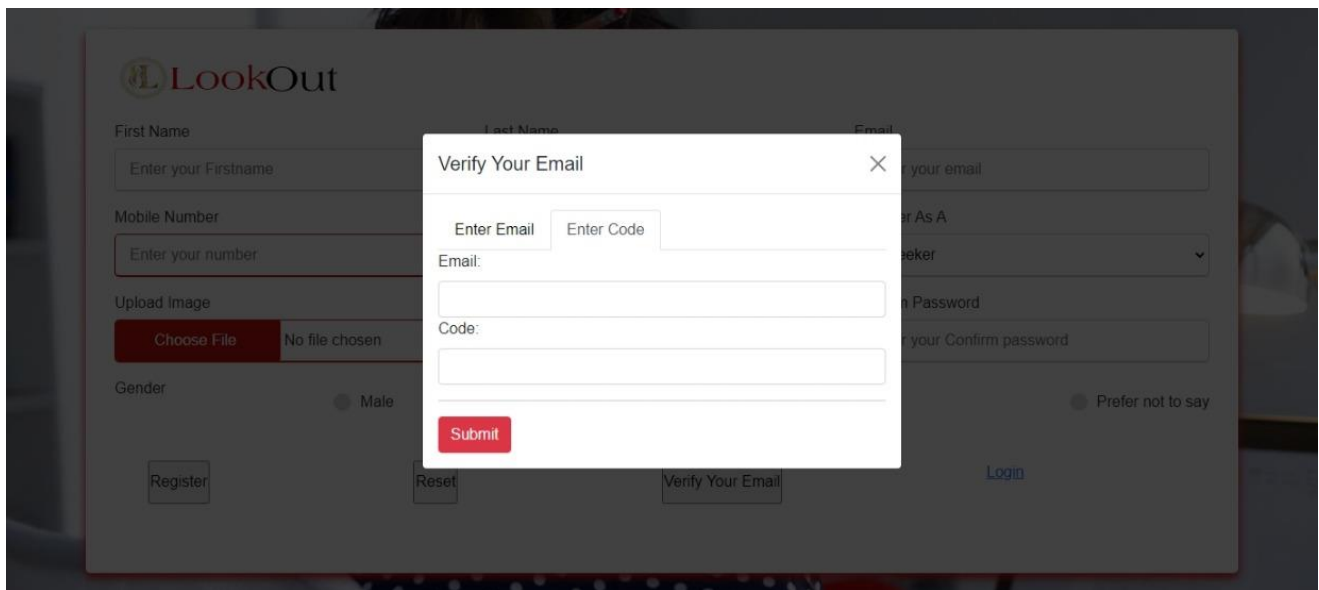 LookOut
First Name Last Name Email
Enter your Firstname your email
Verify Your Email
Mobile Number As A
Enter Email Enter Code
Enter your number
Email:
Upload Image Password
Code:
Choose File No file chosen your Confirm password
Gender
Male Prefer not to say
Submit
Register Reset Verify Your Email Login